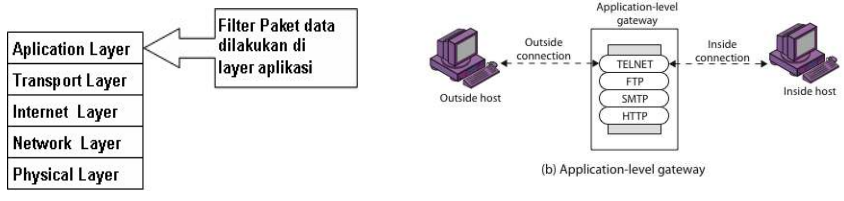 Filter Paket data
dilakukan di
layer aplikasi
Aplication Layer
Transport Layer
Internet Layer
Network Layer
Physical Layer
Application-level
gateway
Outside
connection
Inside
connection
TELNET
FTP
SMTP
HTTP
Outside host
Inside host
(b) Application-level gateway